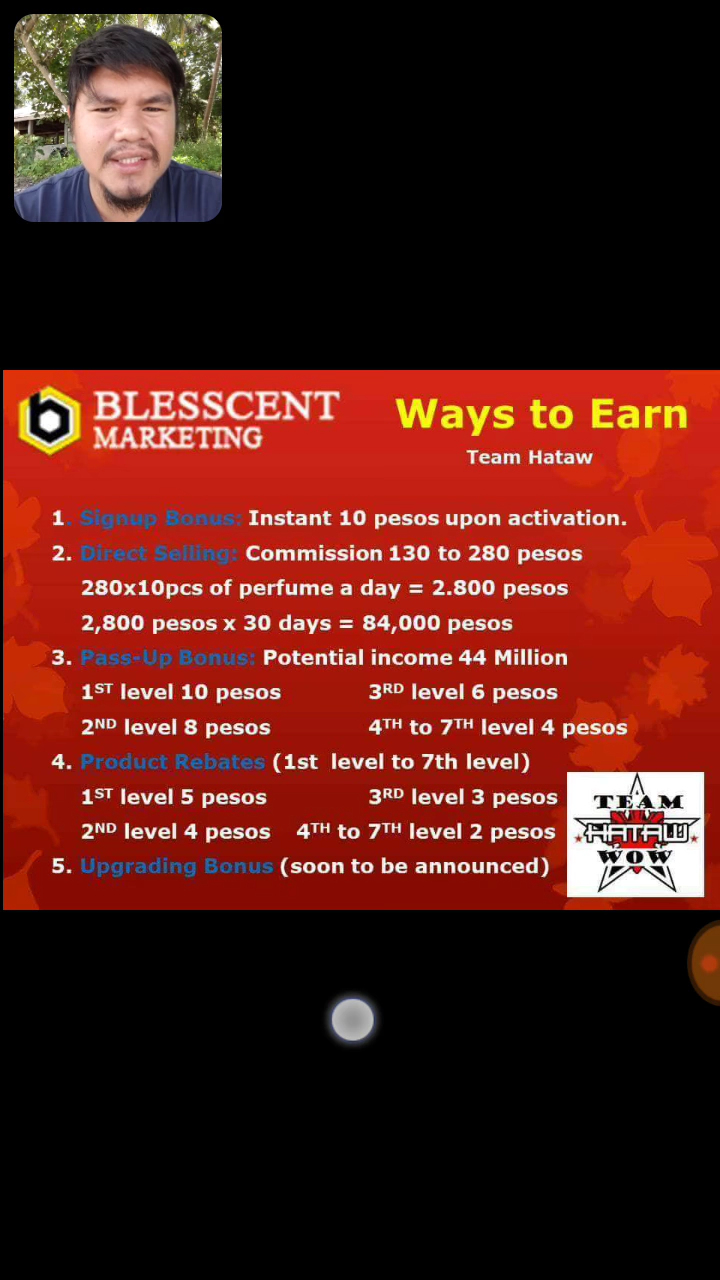 BLESSCENT
MARKETING
Ways to Earn
Team Hataw
1. Signup Bonus: Instant 10 pesos upon activation.
2. Direct Selling: Commission 130 to 280 pesos
280x10pcs of perfume a day = 2.800 pesos
2,800 pesos x 30 days = 84,000 pesos
3. Pass-Up Bonus: Potential income 44 Million
1ST level 10 pesos 3RD level 6 pesos
2ND level 8 pesos 4TH to 7TH level 4 pesos
4. Product Rebates (1st level to 7th level)
1ST level 5 pesos 3RD level 3 pesos
2ND level 4 pesos 4TH to 7TH level 2 pesos
5. Upgrading Bonus (soon to be announced)
TEAM
HATAW
WOW